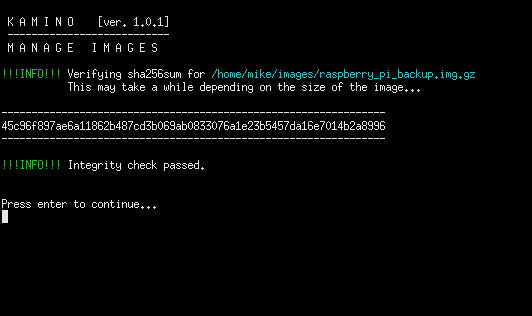 K A M I N O [ver. 1.0.1]
---------------------------
M A N A G E I M A G E S
!!!INFO!!! Verifying sha256sum for /home/mike/images/raspberry_pi_backup.img.gz
This may take a while depending on the size of the image...
----------------------------------------------------------------
45c96f897ae6a11862b487cd3b069ab0833076a1e23b5457da16e7014b2a8996
----------------------------------------------------------------
!!!INFO!!! Integrity check passed.
Press enter to continue...